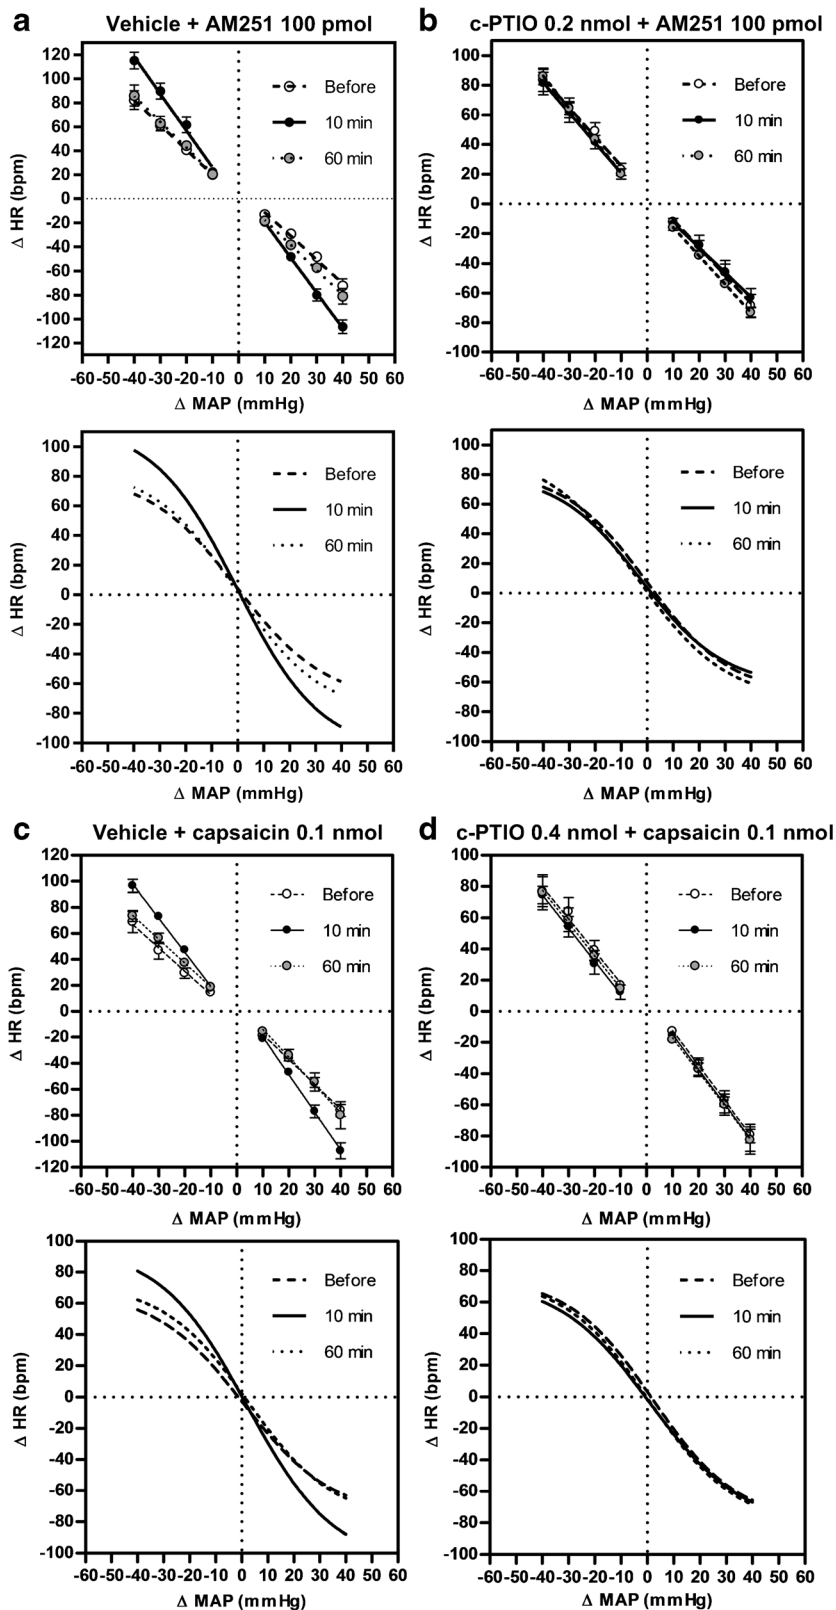 a Vehicle + AM251 100 pmol
120
100
80
60
40
20
0
-20
-40
-60
-80
-100
-120
Δ HR (bpm)
Before
10 min
60 min
-60 -50 -40 -30 -20 -10 0 10 20 30 40 50 60
Δ MAP (mmHg)
100
80
60
40
20
0
-20
-40
-60
-80
-100
Δ HR (bpm)
Before
10 min
60 min
-60 -50 -40 -30 -20 -10 0 10 20 30 40 50 60
Δ MAP (mmHg)
b c-PTIO 0.2 nmol + AM251 100 pmol
100
80
60
40
20
0
-20
-40
-60
-80
-100
Δ HR (bpm)
Before
10 min
60 min
-60 -50 -40 -30 -20 -10 0 10 20 30 40 50 60
Δ MAP (mmHg)
100
80
60
40
20
0
-20
-40
-60
-80
-100
Δ HR (bpm)
Before
10 min
60 min
-60 -50 -40 -30 -20 -10 0 10 20 30 40 50 60
Δ MAP (mmHg)
c Vehicle + capsaicin 0.1 nmol
120
100
80
60
40
20
0
-20
-40
-60
-80
-100
-120
Δ HR (bpm)
Before
10 min
60 min
-60 -50 -40 -30 -20 -10 0 10 20 30 40 50 60
Δ MAP (mmHg)
100
80
60
40
20
0
-20
-40
-60
-80
-100
Δ HR (bpm)
Before
10 min
60 min
-60 -50 -40 -30 -20 -10 0 10 20 30 40 50 60
Δ MAP (mmHg)
d c-PTIO 0.4 nmol + capsaicin 0.1 nmol
100
80
60
40
20
0
-20
-40
-60
-80
-100
Δ HR (bpm)
Before
10 min
60 min
-60 -50 -40 -30 -20 -10 0 10 20 30 40 50 60
Δ MAP (mmHg)
100
80
60
40
20
0
-20
-40
-60
-80
-100
Δ HR (bpm)
Before
10 min
60 min
-60 -50 -40 -30 -20 -10 0 10 20 30 40 50 60
Δ MAP (mmHg)